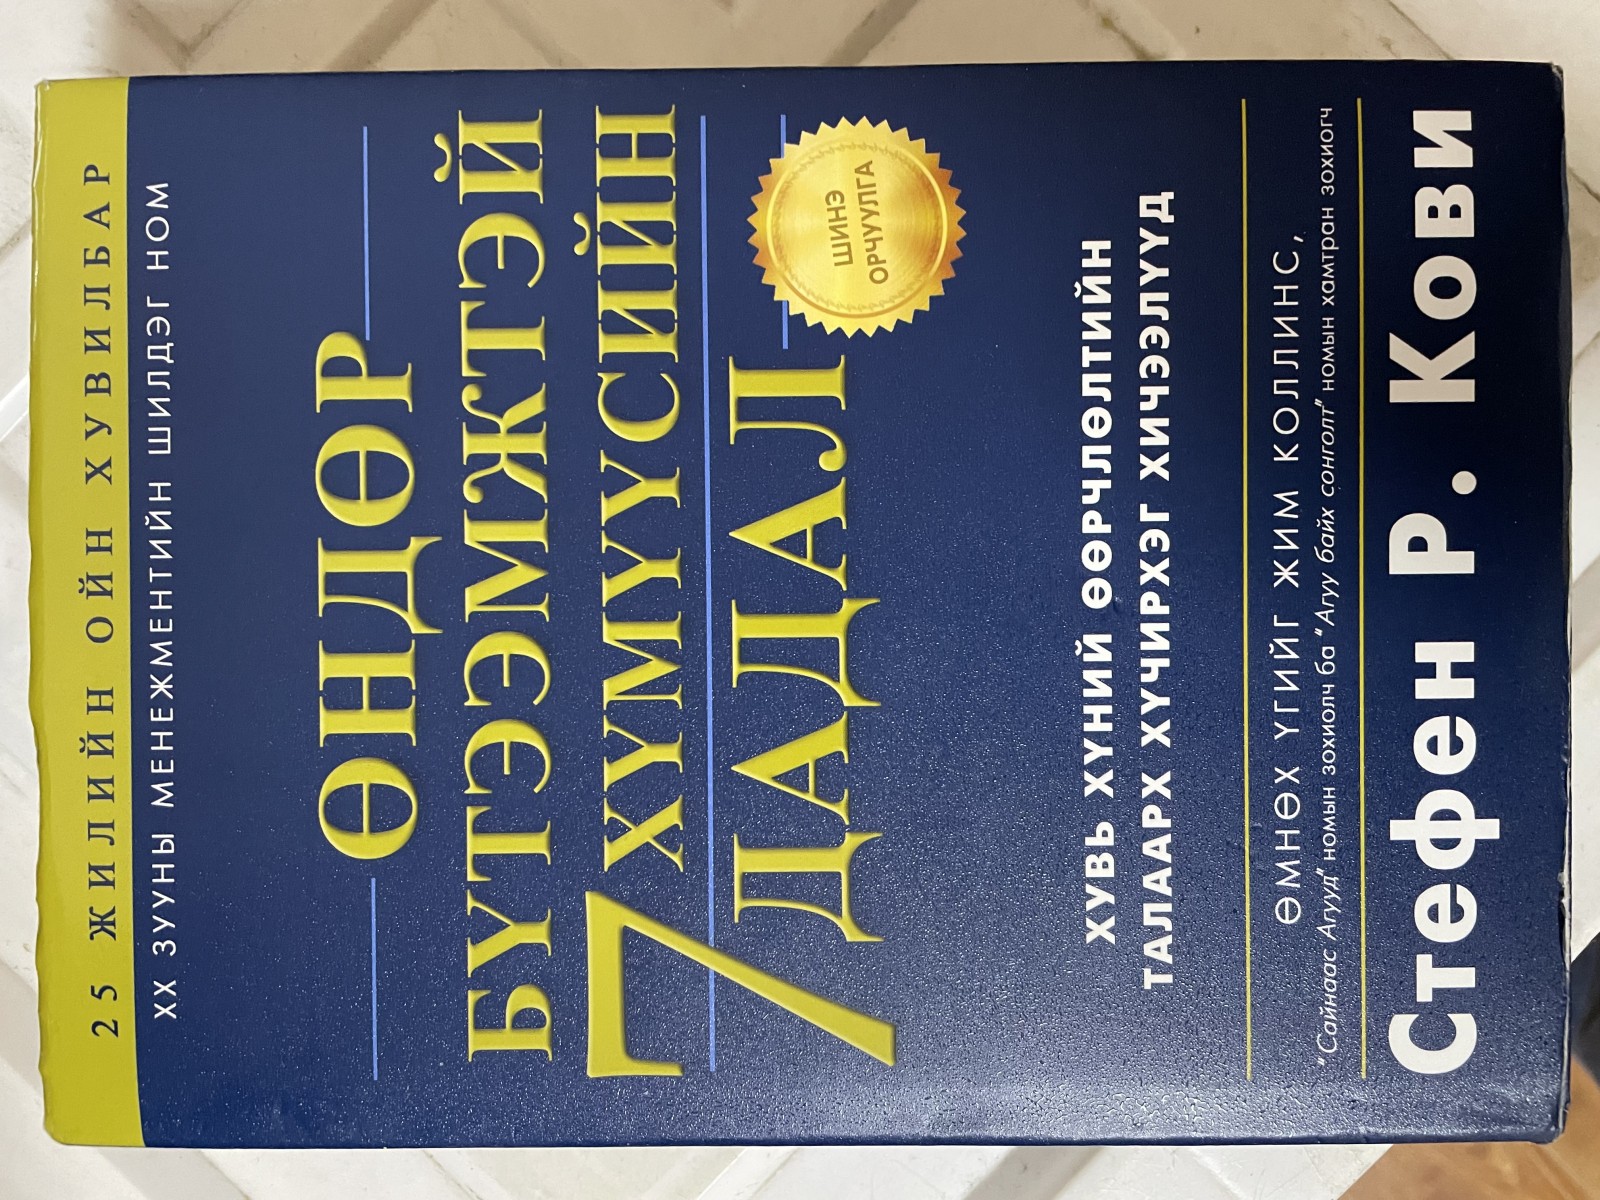 25 ЖИЛИЙН ОЙН ХУВИЛБАР
XX ЗУУНЫ МЕНЕЖМЕНТИЙН ШИЛДЭГ НОМ
ӨНДӨР
БҮТЭЭМЖТЭЙ
7 ХҮМҮҮСИЙН
ДАДАЛ
ШИНЭ
ОРЧУУЛГА
ХУВЬ ХҮНИЙ ӨӨРЧЛӨЛТИЙН
ТАЛААРХ ХҮЧИРХЭГ ХИЧЭЭЛҮҮД
ӨМНӨХ ҮГИЙГ ЖИМ КОЛЛИНС,
"Сайнаас Агууд" номын зохиолч ба "Агуу байх сонголт" номын хамтран зохиогч
Стефен Р. Кови